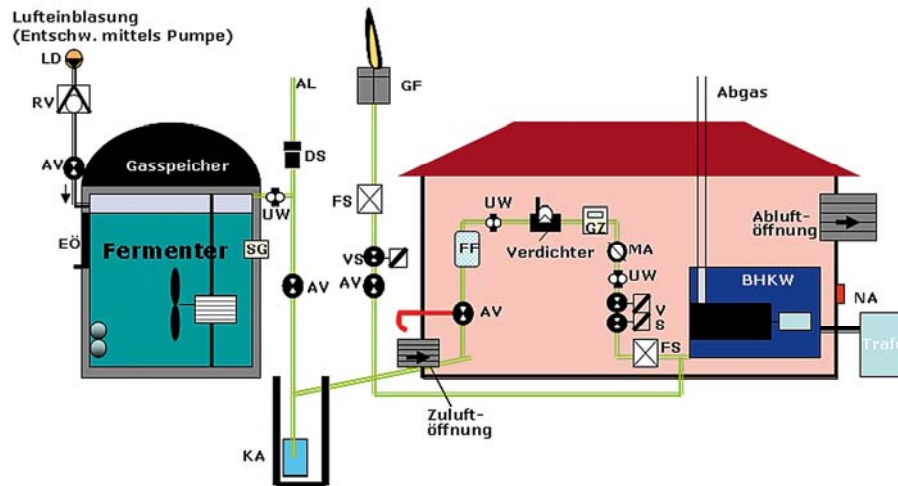 Lufteinblasung
(Entschw. mittels Pumpe)
LD
RV
AV
Gasspeicher
EÖ
Fermenter
SG
UW
AL
DS
AV
KA
GF
FS
VS
AV
Abgas
UW
FF
Verdichter
GZ
MA
UW
V
S
AV
FS
Abluft-
öffnung
BHKW
NA
Trafo
Zuluft-
öffnung